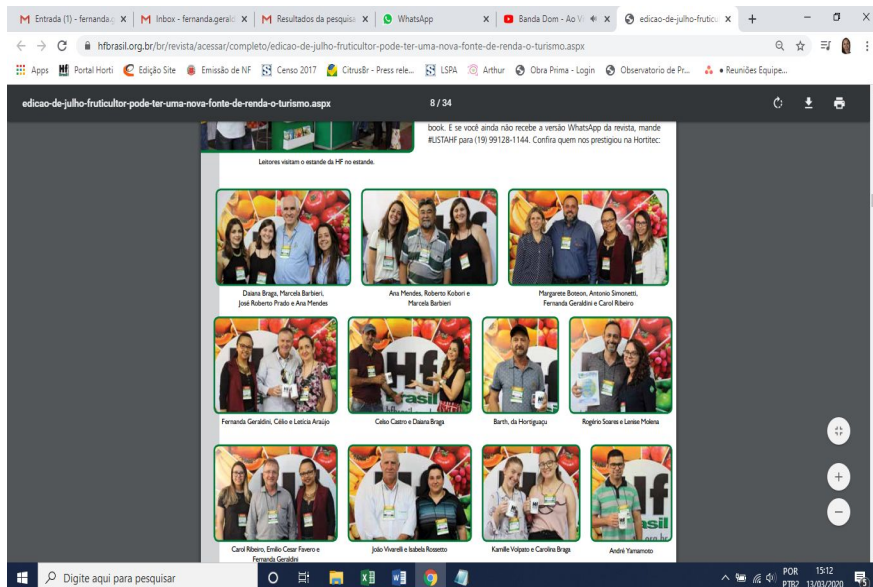 Entrada (1) - fernanda.g
Inbox - fernanda.geral
Resultados da pesquisa
WhatsApp
Banda Dom - Ao Vi
edicao-de-julho-fruticu
hfbrasil.org.br/br/revista/acessar/completo/edicao-de-julho-fruticultor-pode-ter-uma-nova-fonte-de-renda-o-turismo.aspx
Apps
Portal Horti
Edição Site
Emissão de NF
Censo 2017
CitrusBr - Press rele...
LSPA
Arthur
Obra Prima - Login
Observatorio de Pr...
• Reuniões Equipe...
edicao-de-julho-fruticultor-pode-ter-uma-nova-fonte-de-renda-o-turismo.aspx
8 / 34
book. E se você ainda não recebe a versão WhatsApp da revista, mande
#LISTAHF para (19) 99128-1144. Confira quem nos prestigiou na Hortitec:
Leitores visitam o estande da HF no estande.
Daiana Braga, Marcela Barbieri,
José Roberto Prado e Ana Mendes
Ana Mendes, Roberto Kobori e
Marcela Barbieri
Margarete Boteon, Antonio Simonetti,
Fernanda Geraldini e Carol Ribeiro
Hf
asil
Fernanda Geraldini, Célio e Leticia Araújo
Celso Castro e Daiana Braga
Barth, da Hortiguaçu
Rogério Soares e Lenise Molena
asil
Carol Ribeiro, Emilio Cesar Favero e
Fernanda Geraldini
João Vivarelli e Isabela Rossetto
Kamille Volpato e Carolina Braga
André Yamamoto
Digite aqui para pesquisar
POR
PTB2
15:12
13/03/2020
5